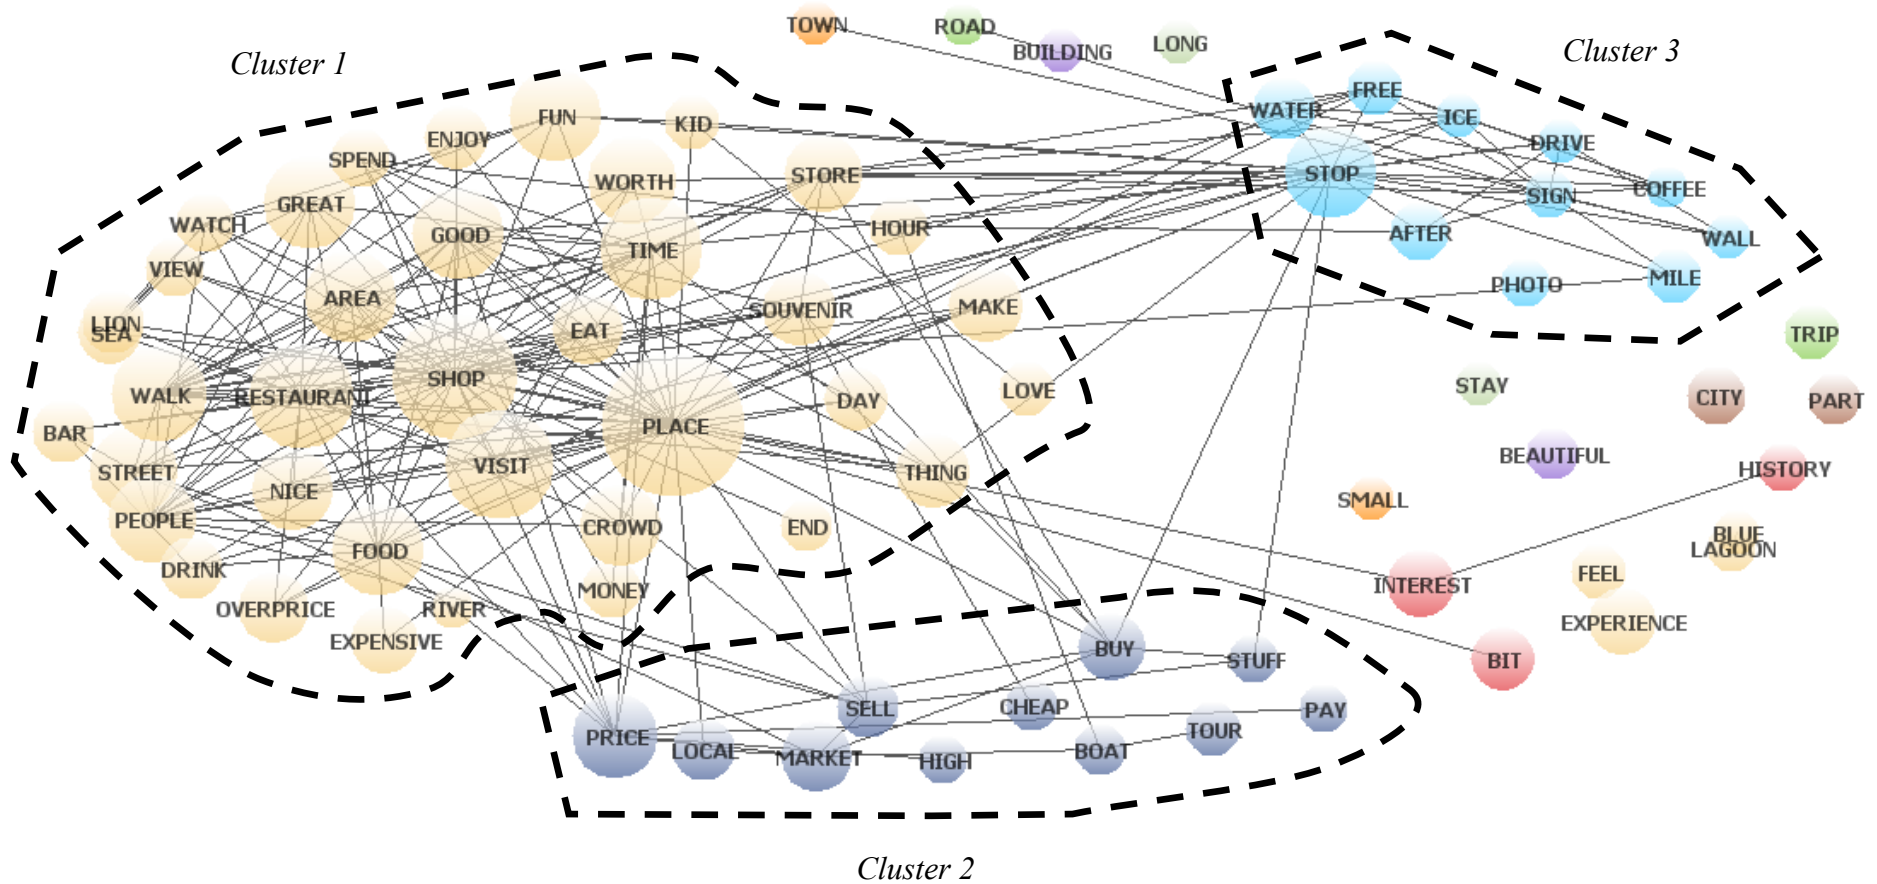 TOWN
ROAD
BUILDING
LONG
Cluster 1
Cluster 3
FUN
KID
ENJOY
SPEND
WORTH
STORE
GREAT
WATCH
GOOD
TIME
HOUR
VIEW
AREA
SOUVENIR
MAKE
LION
SEA
EAT
WALK
RESTAURANT
SHOP
DAY
LOVE
BAR
PLACE
STREET
VISIT
THING
NICE
PEOPLE
CROWD
END
FOOD
DRINK
MONEY
OVERPRICE
RIVER
EXPENSIVE
WATER
FREE
ICE
DRIVE
STOP
SIGN
COFFEE
AFTER
WALL
PHOTO
MILE
TRIP
STAY
CITY
PART
BEAUTIFUL
HISTORY
SMALL
BLUE
LAGOON
INTEREST
FEEL
EXPERIENCE
BIT
BUY
STUFF
SELL
CHEAP
PAY
PRICE
LOCAL
MARKET
HIGH
BOAT
TOUR
Cluster 2